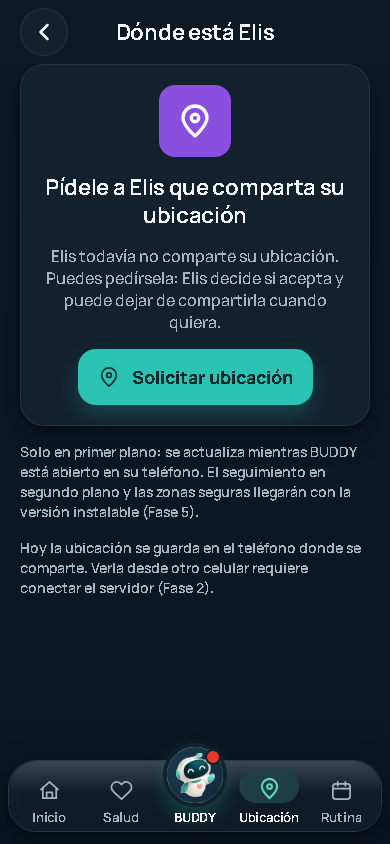 Dónde está Elis
Pídele a Elis que comparta su
ubicación
Elis todavía no comparte su ubicación.
Puedes pedírsela: Elis decide si acepta y
puede dejar de compartirla cuando
quiera.
Solicitar ubicación
Solo en primer plano: se actualiza mientras BUDDY
está abierto en su teléfono. El seguimiento en
segundo plano y las zonas seguras llegarán con la
versión instalable (Fase 5).
Hoy la ubicación se guarda en el teléfono donde se
comparte. Verla desde otro celular requiere
conectar el servidor (Fase 2).
Inicio
Salud
BUDDY
Ubicación
Rutina